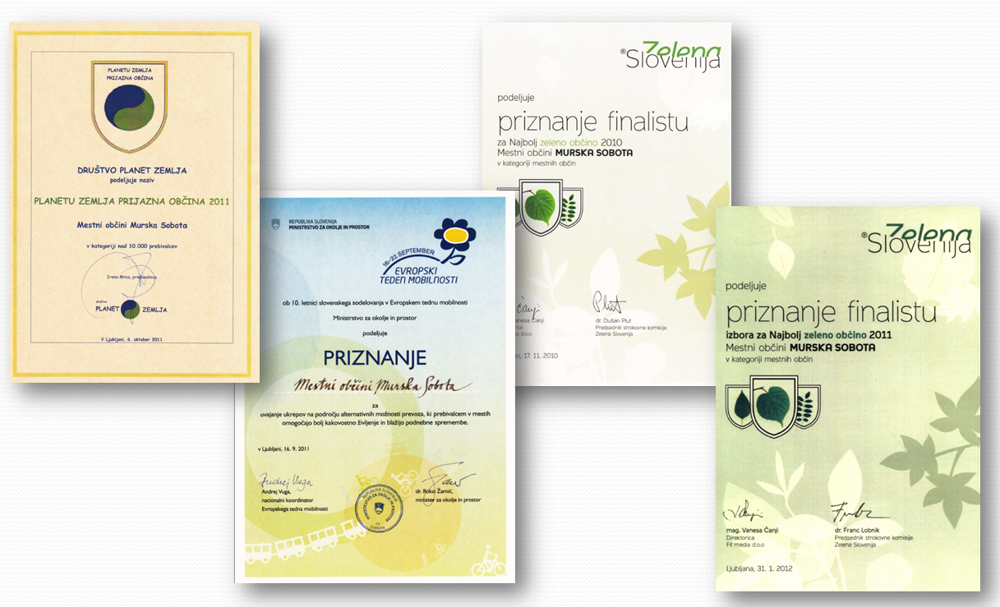 PLANETU ZEMLJA
PRIJAZNA OBČINA
DRUŠTVO PLANET ZEMLJA
podeljuje naziv
PLANETU ZEMLJA PRIJAZNA OBČINA 2011
Mestni občini Murska Sobota
v kategoriji nad 10.000 prebivalcev
Irena Mraz, predsednica
društvo
PLANET ZEMLJA
V Ljubljani, 6. oktober 2011
REPUBLIKA SLOVENIJA
MINISTRSTVO ZA OKOLJE IN PROSTOR
16-22 SEPTEMBER
EVROPSKI
TEDEN MOBILNOSTI
ob 10. letnici slovenskega sodelovanja v Evropskem tednu mobilnosti
Ministrstvo za okolje in prostor
podeljuje
PRIZNANJE
Mestni občini Murska Sobota
za
uvajanje ukrepov na področju alternativnih možnosti prevoza, ki prebivalcem v mestih
omogočajo bolj kakovostno življenje in blažijo podnebne spremembe.
v Ljubljani, 16. 9. 2011
Andrej Vuga
Andrej Vuga,
nacionalni koordinator
Evropskega tedna mobilnosti
REPUBLIKA SLOVENIJA
MINISTRSTVO ZA OKOLJE IN PROSTOR
Ljubljana
dr. Roko Žarnić,
minister za okolje in prostor
®Zelena
Slovenija
podeljuje
priznanje finalistu
za Najbolj zeleno občino 2010
Mestni občini MURSKA SOBOTA
v kategoriji mestnih občin
anesa Čanji
ica
ia d.o.o
Plut
dr. Dušan Plut
Predsednik strokovne komisije
Zelena Slovenija
o, 17. 11. 2010
®Zelena
Slovenija
podeljuje
priznanje finalistu
izbora za Najbolj zeleno občino 2011
Mestni občini MURSKA SOBOTA
v kategoriji mestnih občin
mag. Vanesa Čanji
Direktorica
Fit media d.o.o
dr. Franc Lobnik
Predsednik strokovne komisije
Zelena Slovenija
Ljubljana, 31. 1. 2012